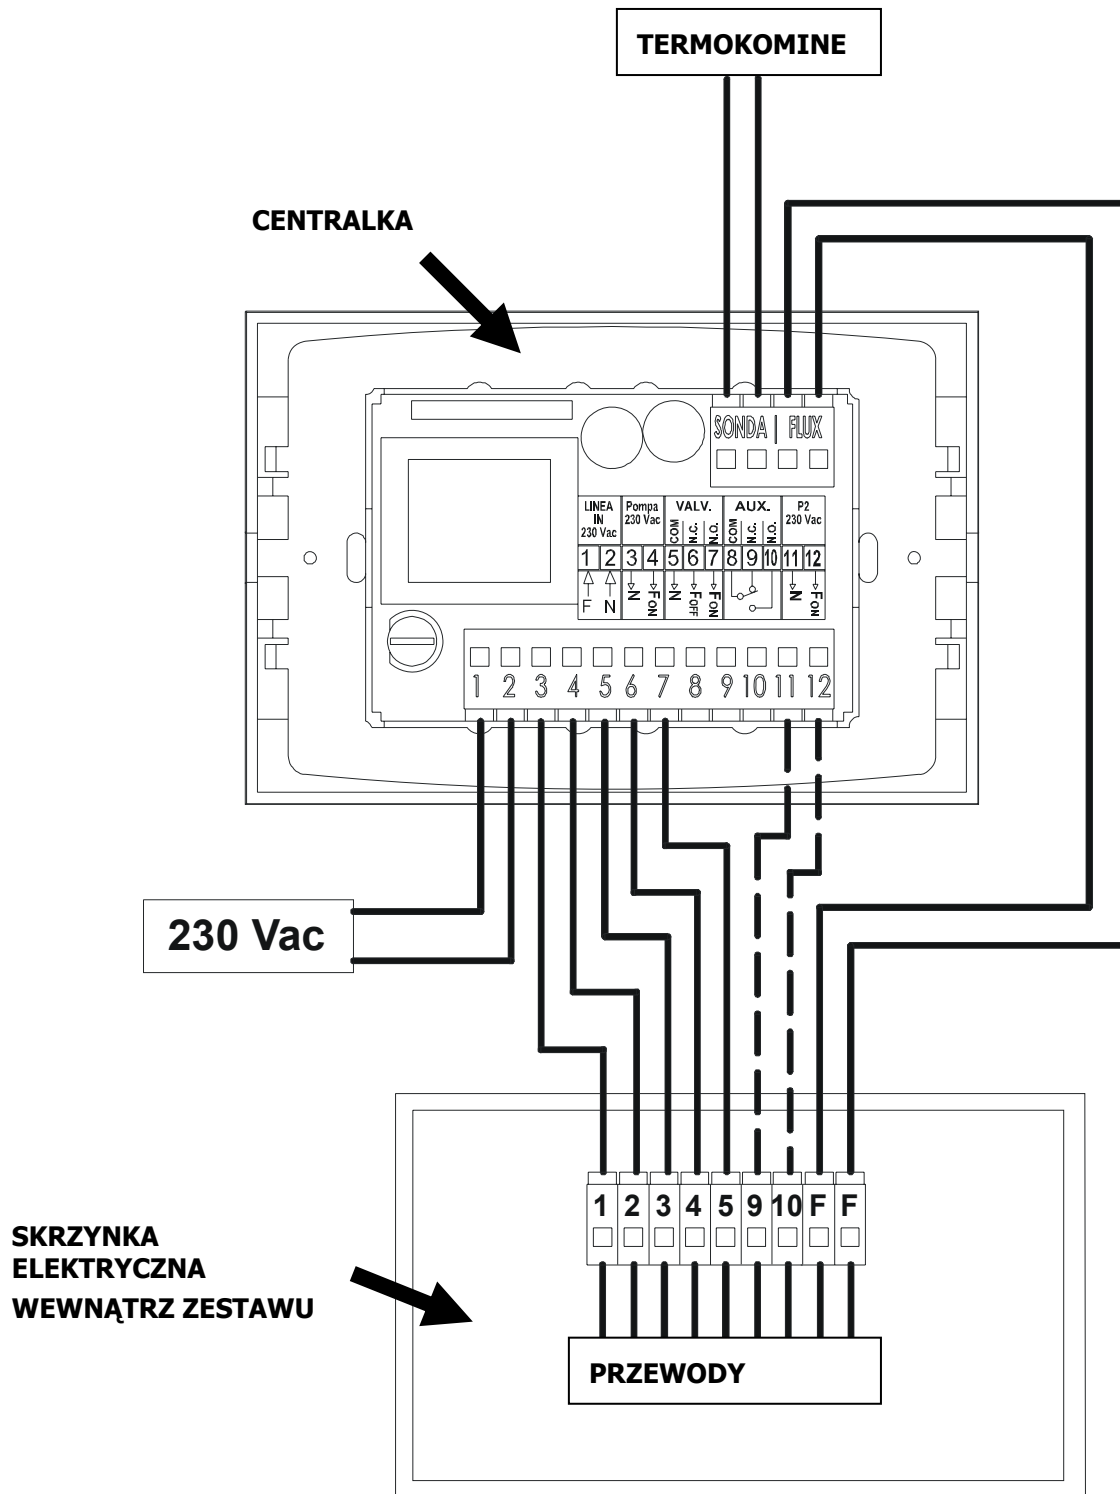 TERMOKOMINE
CENTRALKA
SONDA | FLUX
LINEA IN 230 Vac
Pompa 230 Vac
VALV.
AUX.
P2 230 Vac
COM N.C. N.O. COM N.C. N.O.
1 2 3 4 5 6 7 8 9 10 11 12
F N N FON N FOFF FON N FON
1 2 3 4 5 6 7 8 9 10 11 12
230 Vac
1 2 3 4 5 9 10 F F
SKRZYNKA
ELEKTRYCZNA
WEWNĄTRZ ZESTAWU
PRZEWODY